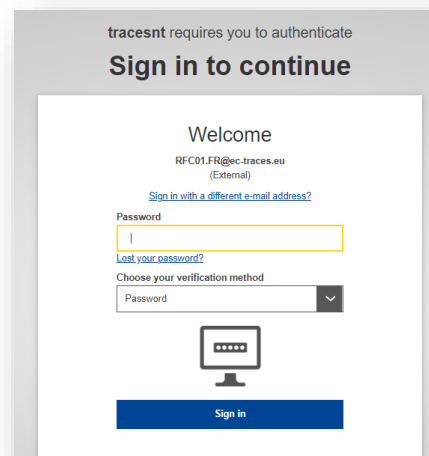 tracesnt requires you to authenticate
Sign in to continue
Welcome
RFC01.FR@ec-traces.eu
(External)
Sign in with a different e-mail address?
Password
Lost your password?
Choose your verification method
Password
Sign in